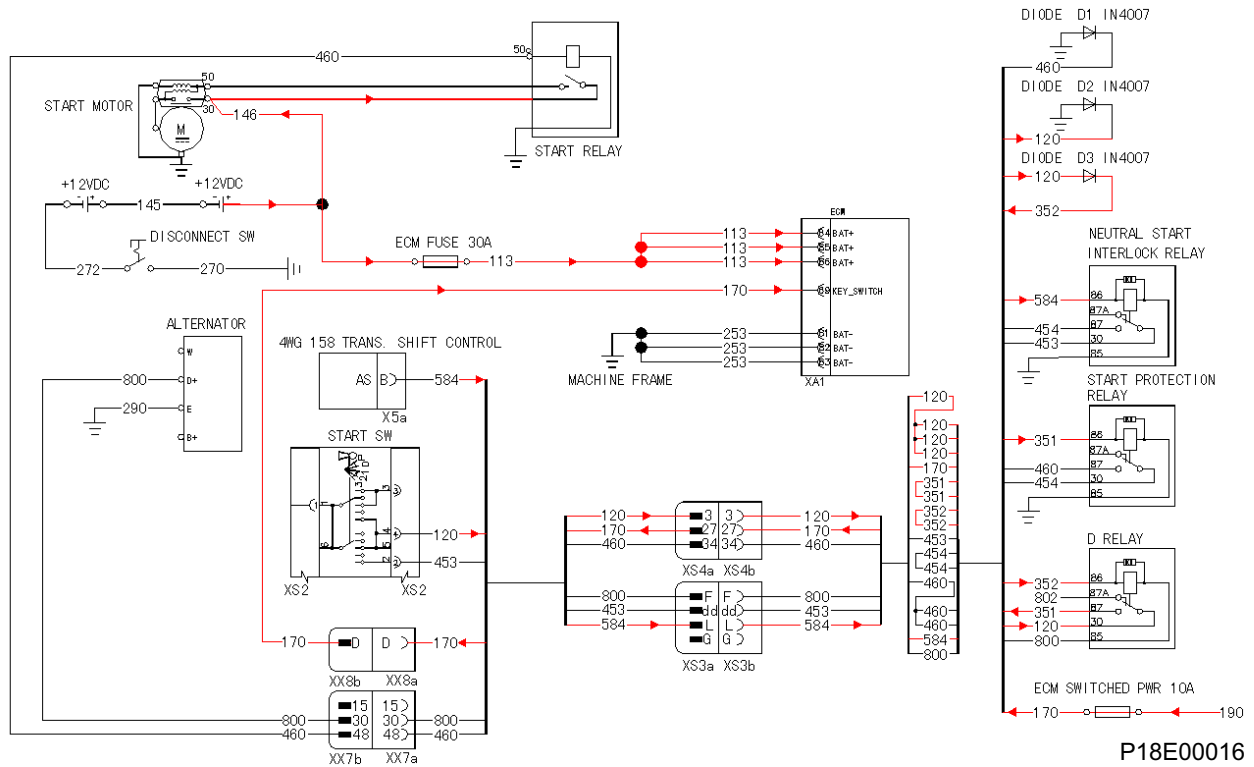 DIODE D1 IN4007
460
50
460
50
START MOTOR
30
146
M
START RELAY
DIODE D2 IN4007
120
DIODE D3 IN4007
120
352
+12VDC
+12VDC
145
DISCONNECT SW
272
270
ECM FUSE 30A
113
ECM
113
BAT+
113
BAT+
113
BAT+
170
KEY_SWITCH
253
BAT-
253
BAT-
253
BAT-
XA1
MACHINE FRAME
NEUTRAL START
INTERLOCK RELAY
584
86
87A
454
87
453
30
85
ALTERNATOR
W
800
D+
290
E
B+
4WG 158 TRANS. SHIFT CONTROL
AS
B
584
X5a
START SW
120
453
XS2
XS2
START PROTECTION
RELAY
351
86
87A
460
87
454
30
85
120
120
120
120
170
351
351
352
352
453
454
454
460
460
460
584
800
120
3
3
120
170
27
27
170
460
34
34
460
XS4a
XS4b
800
F
F
800
453
dd
dd
453
584
L
L
584
G
G
XS3a
XS3b
D RELAY
352
86
802
87A
351
87
120
30
800
85
170
D
D
170
XX8b
XX8a
15
15
800
30
30
800
460
48
48
460
XX7b
XX7a
ECM SWITCHED PWR 10A
170
190
P18E00016